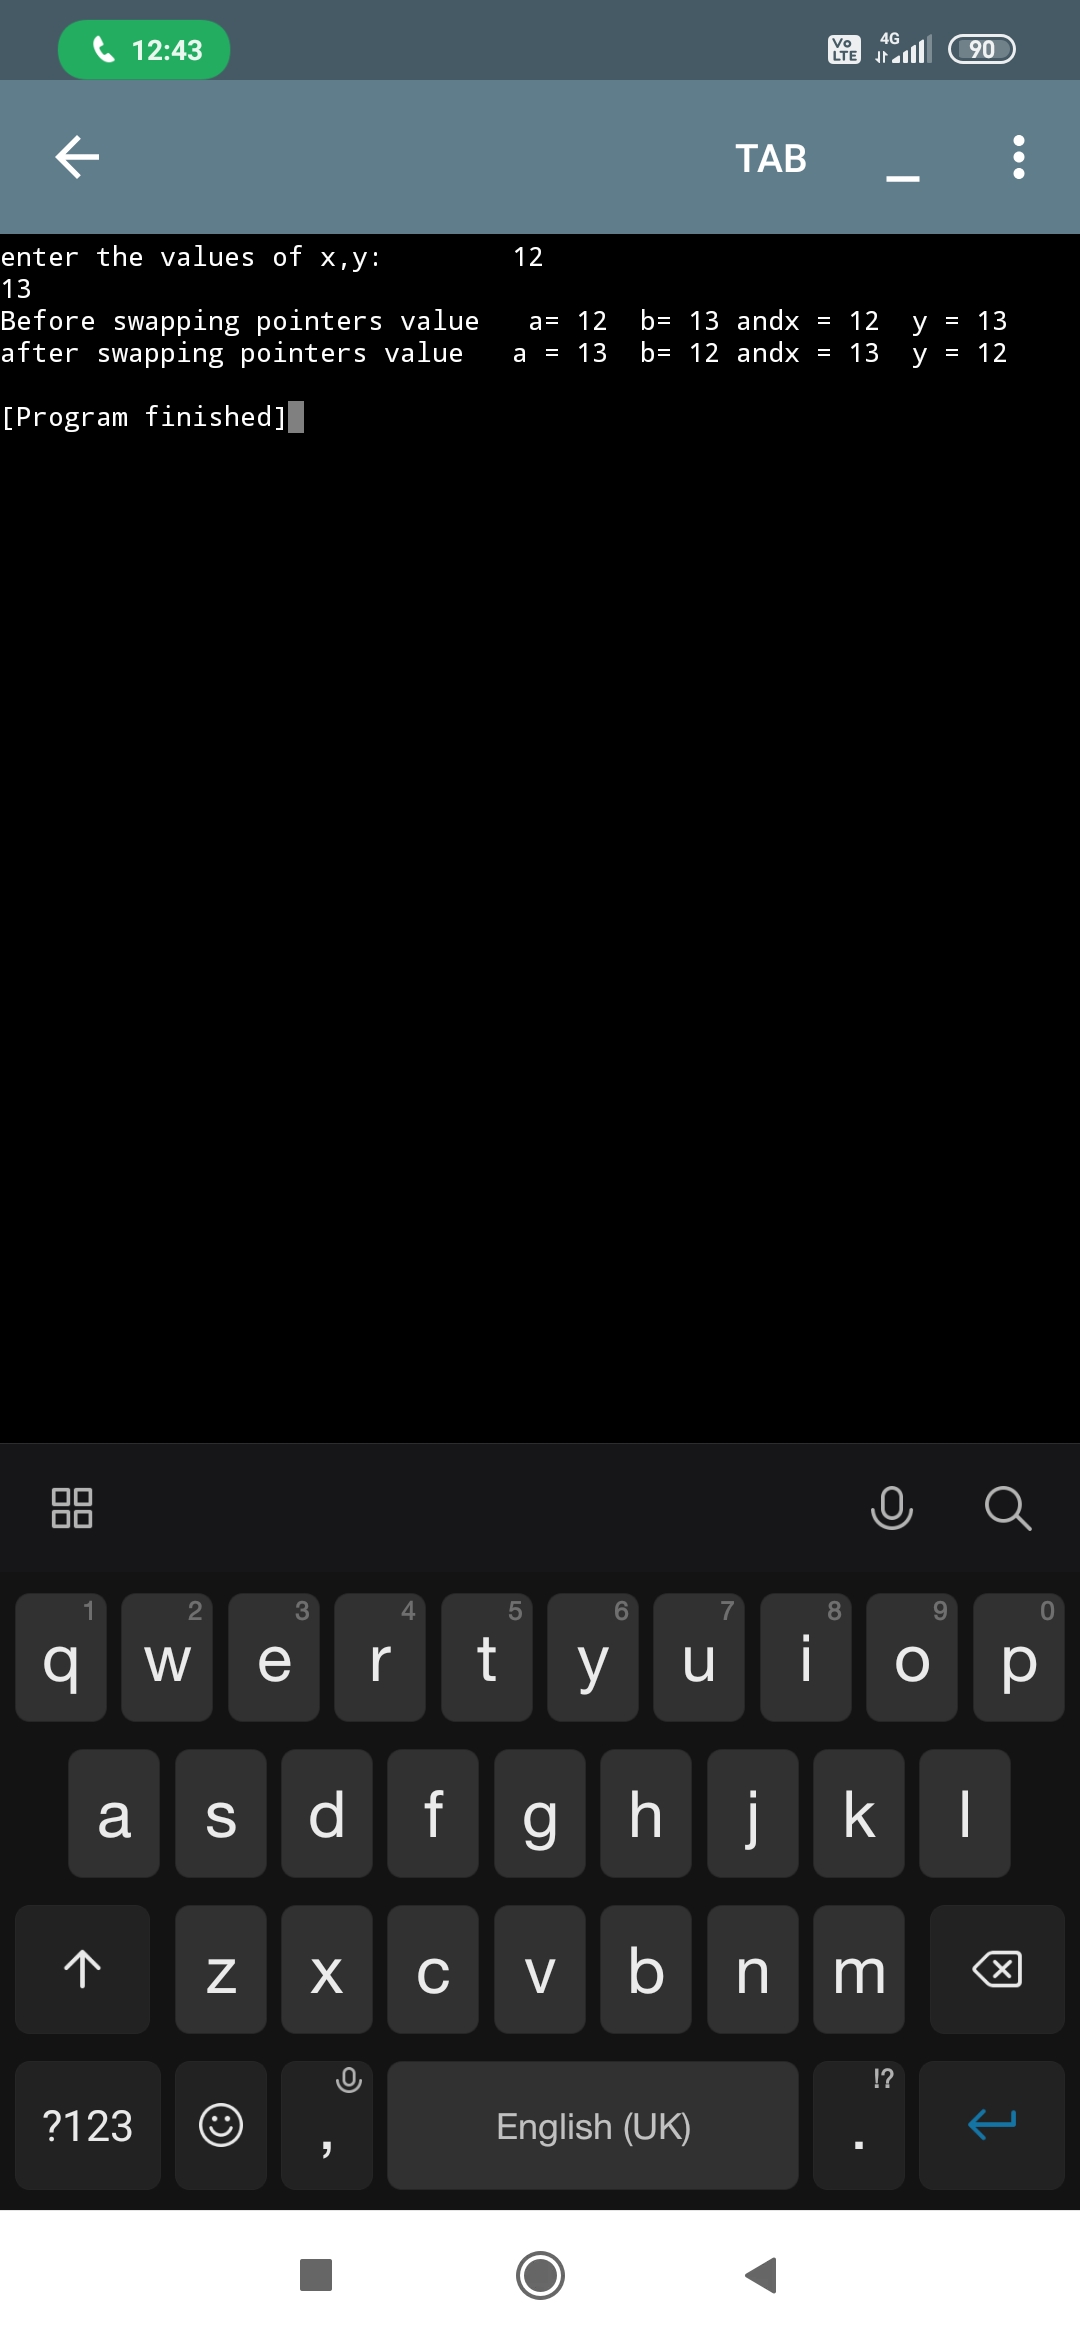 12:43 Vo LTE 4G 90
TAB _
enter the values of x,y: 12
13
Before swapping pointers value a= 12 b= 13 andx = 12 y = 13
after swapping pointers value a = 13 b= 12 andx = 13 y = 12
[Program finished]
1 2 3 4 5 6 7 8 9 0
q w e r t y u i o p
a s d f g h j k l
z x c v b n m
!?
?123 , English (UK) .